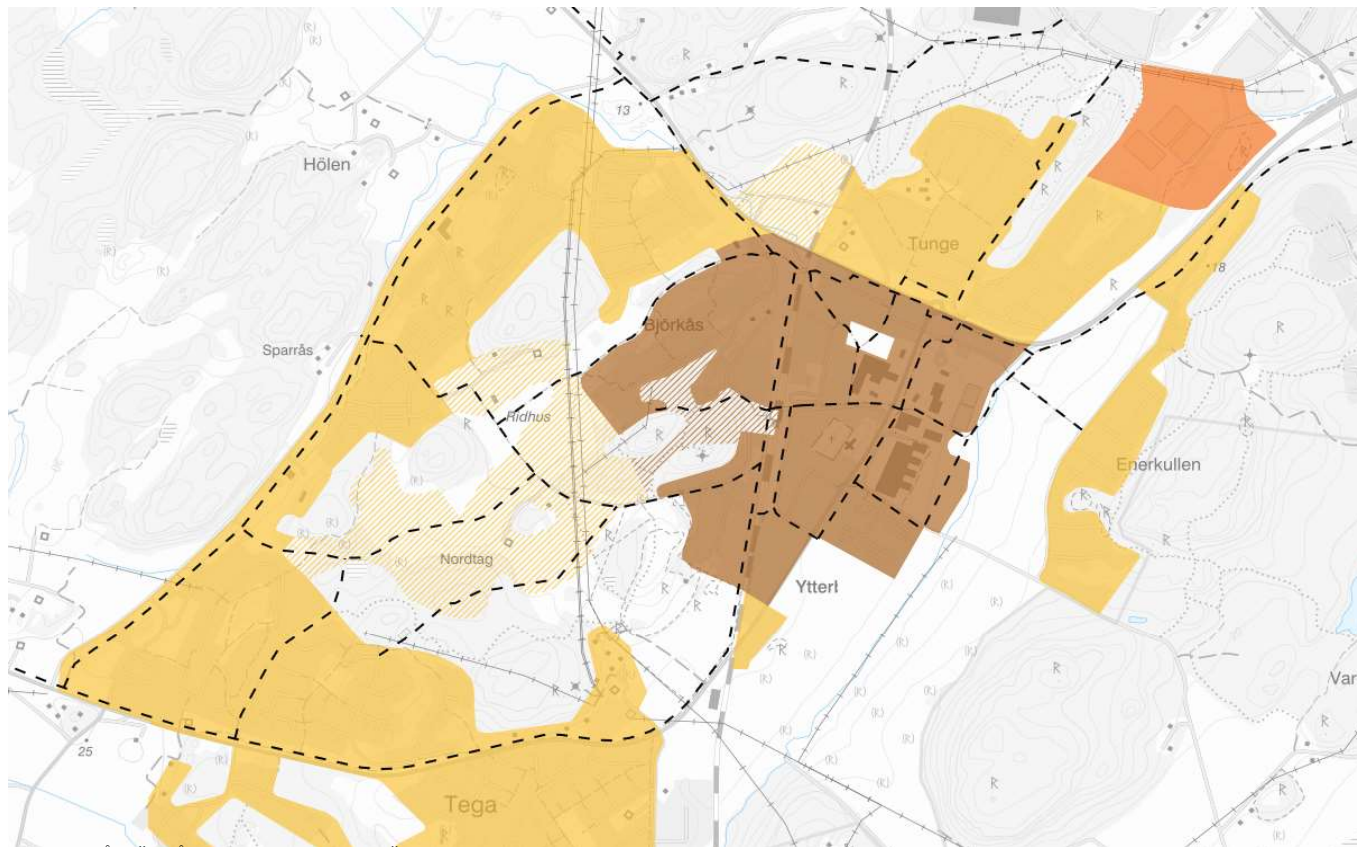 13
Hölen
Tunge
18
Björkås
Sparrås
Ridhus
Enerkullen
Nordtag
Ytterl
Var
25
Tega